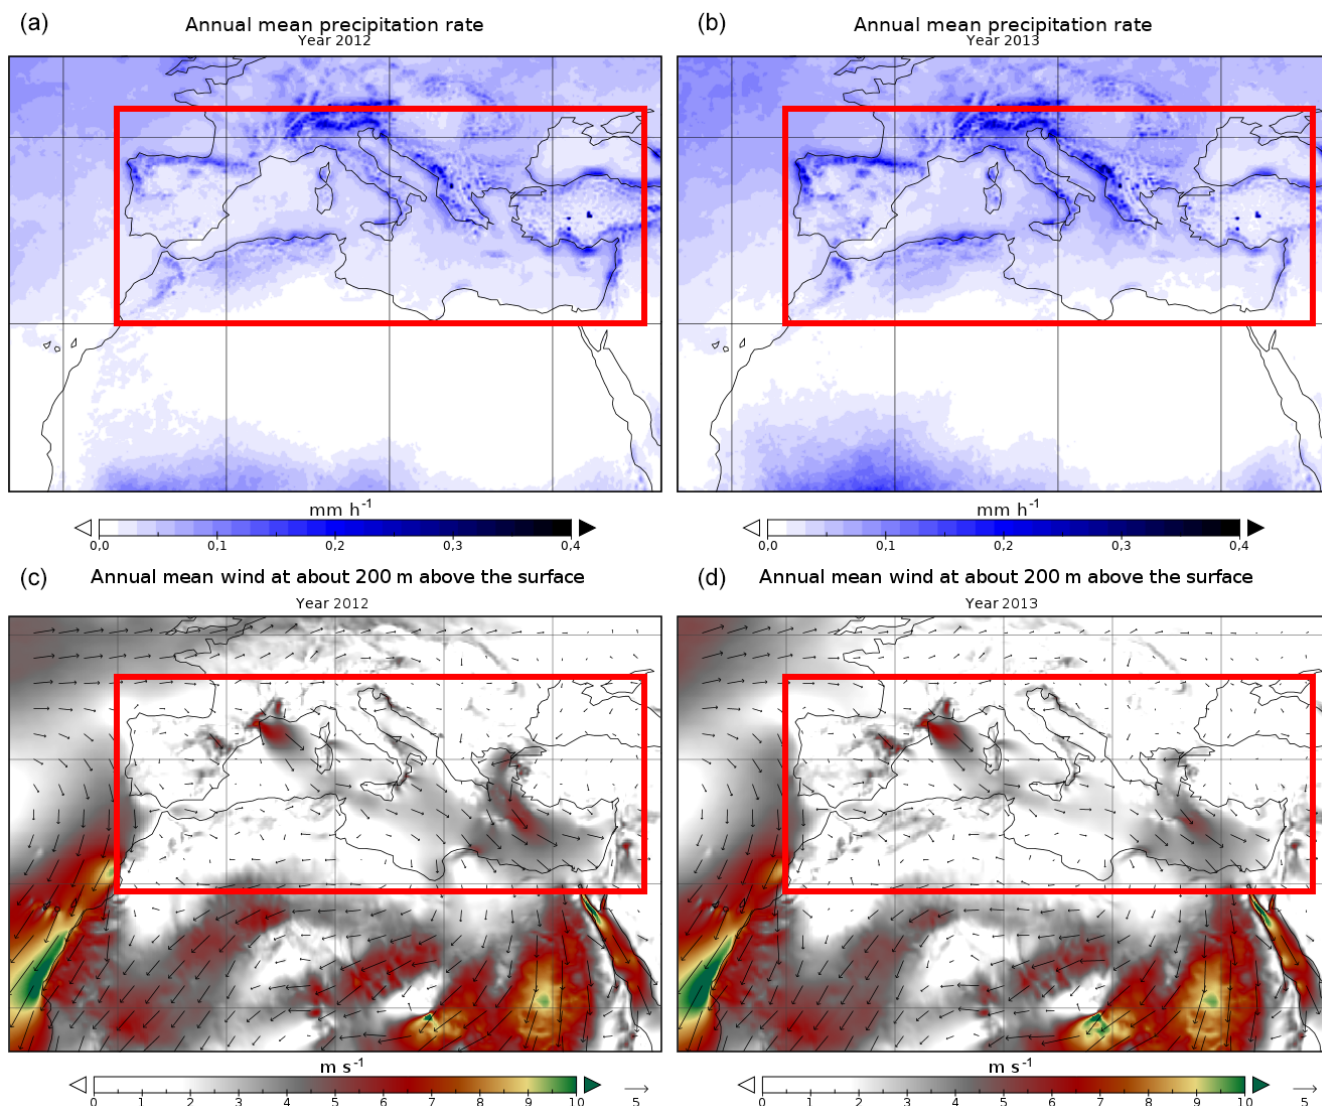 (a)
Annual mean precipitation rate
Year 2012
mm h⁻¹
0,0 0,1 0,2 0,3 0,4
(b)
Annual mean precipitation rate
Year 2013
mm h⁻¹
0,0 0,1 0,2 0,3 0,4
(c)
Annual mean wind at about 200 m above the surface
Year 2012
m s⁻¹
0 1 2 3 4 5 6 7 8 9 10 5
(d)
Annual mean wind at about 200 m above the surface
Year 2013
m s⁻¹
0 1 2 3 4 5 6 7 8 9 10 5